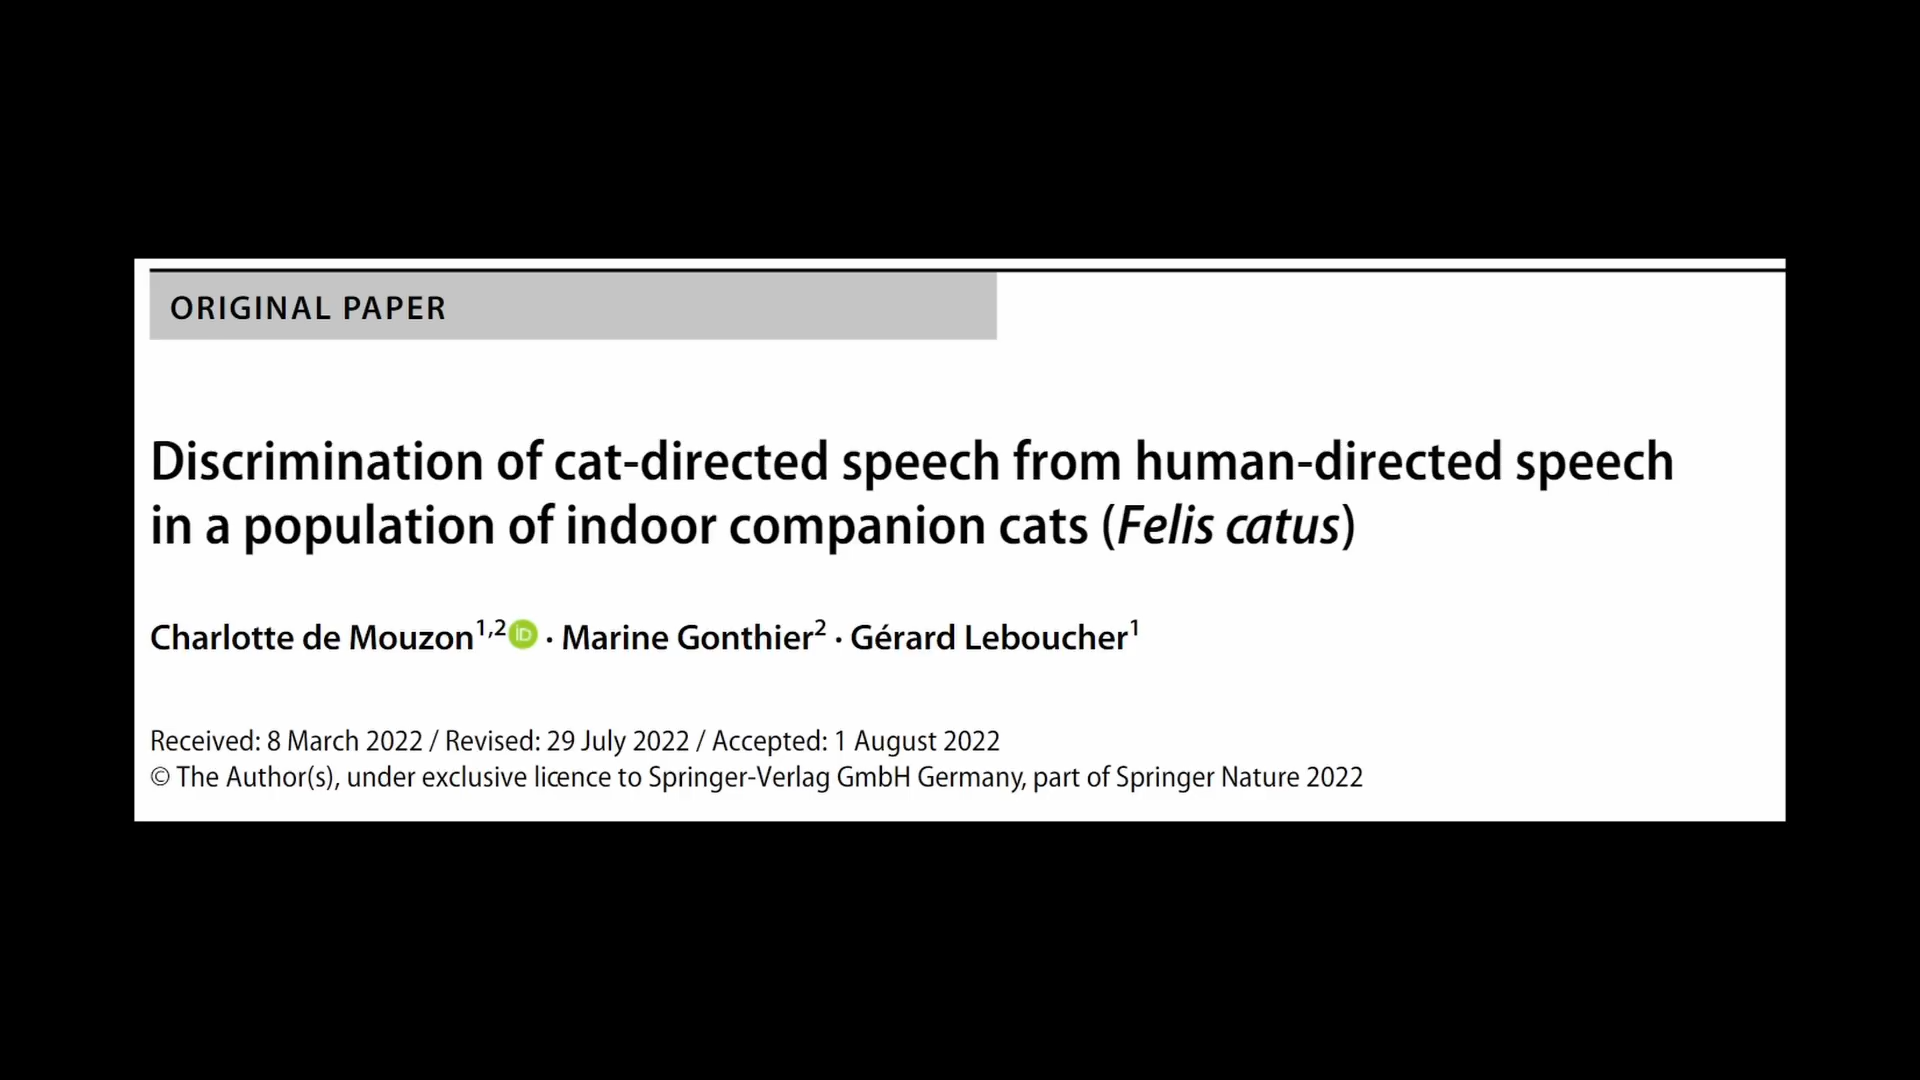 ORIGINAL PAPER
Discrimination of cat-directed speech from human-directed speech
in a population of indoor companion cats (Felis catus)
Charlotte de Mouzon1,2 iD · Marine Gonthier2 · Gérard Leboucher1
Received: 8 March 2022 / Revised: 29 July 2022 / Accepted: 1 August 2022
© The Author(s), under exclusive licence to Springer-Verlag GmbH Germany, part of Springer Nature 2022